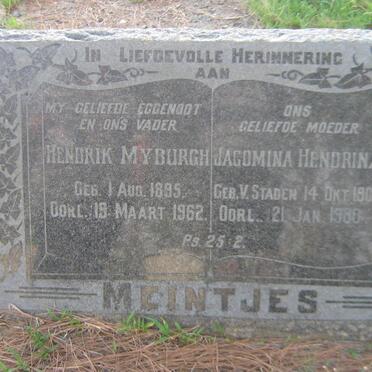 IN LIEFDEVOLLE HERINNERING
AAN
MY GELIEFDE EGGENOOT
EN ONS VADER
HENDRIK MYBURGH
GEB. 1 AUG. 1895.
OORL. 19 MAART 1962.
ONS
GELIEFDE MOEDER
JACOMINA HENDRINA
GEB. V. STADEN 14 OKT
OORL. 21 JAN
PS. 25:2.
MEINTJES